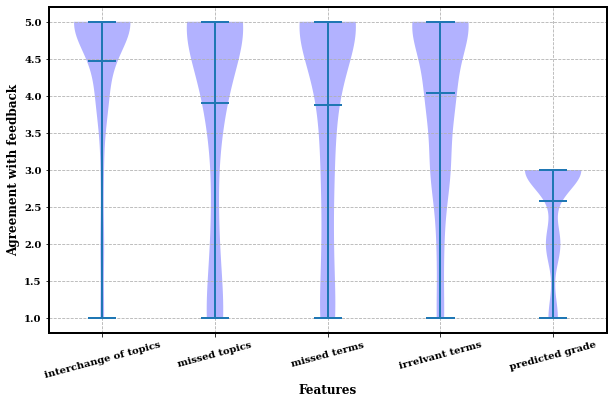 5.0
4.5
4.0
3.5
3.0
2.5
2.0
1.5
1.0
Agreement with feedback
interchange of topics
missed topics
missed terms
irrelvant terms
predicted grade
Features